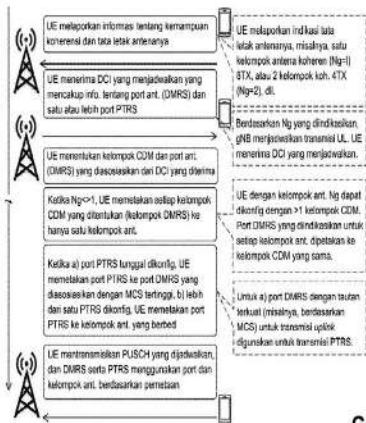 UE melaporkan informasi tentang kemampuan
koherensi dan tata letak antenanya
UE melaporkan indikasi tata
letak antenanya, misalnya, satu
kelompok antena koheren (Ng=1)
8TX, atau 2 kelompok koh. 4TX
(Ng=2), dll.
UE menerima DCI yang menjadwalkan yang
mencakup info. tentang port ant. (DMRS) dan
satu atau lebih port PTRS
Berdasarkan Ng yang diindikasikan,
gNB menjadwalkan transmisi UL. UE
menerima DCI yang menjadwalkan.
UE menentukan kelompok CDM dan port ant.
(DMRS) yang diasosiasikan dari DCI yang diterima
Ketika Ng<>1, UE memetakan setiap kelompok
CDM yang ditentukan (kelompok DMRS) ke
hanya satu kelompok ant.
UE dengan kelompok ant. Ng dapat
dikonfig dengan >1 kelompok CDM.
Port DMRS yang diindikasikan untuk
setiap kelompok ant. dipetakan ke
kelompok CDM yang sama.
Ketika a) port PTRS tunggal dikonfig, UE
memetakan port PTRS ke port DMRS yang
diasosiasikan dengan MCS tertinggi, b) lebih
dari satu PTRS dikonfig, UE memetakan port
PTRS ke kelompok ant. yang berbed
Untuk a) port DMRS dengan tautan
terkuat (misalnya, berdasarkan
MCS) untuk transmisi uplink
digunakan untuk transmisi PTRS.
UE mentransmisikan PUSCH yang dijadwalkan,
dan DMRS serta PTRS menggunakan port dan
kelompok ant. berdasarkan pemetaan